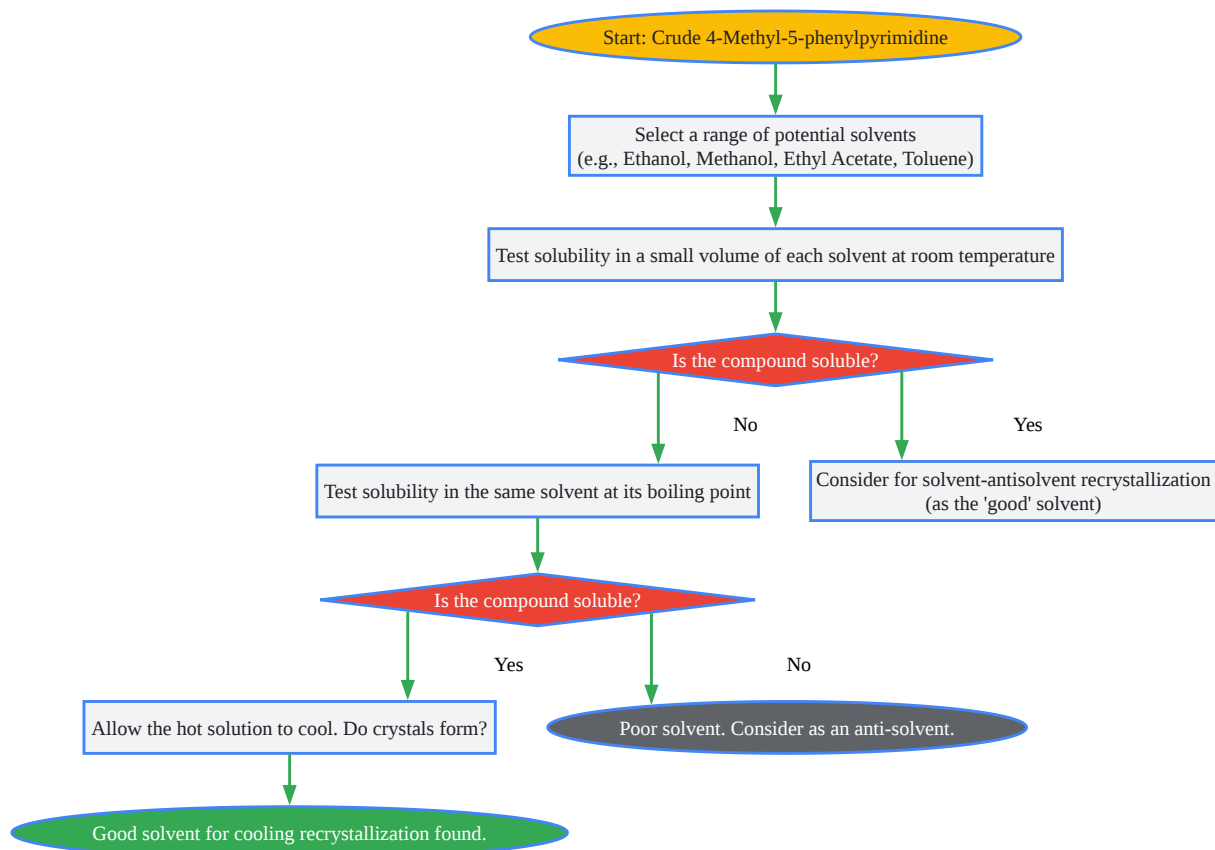 Start: Crude 4-Methyl-5-phenylpyrimidine
Select a range of potential solvents
(e.g., Ethanol, Methanol, Ethyl Acetate, Toluene)
Test solubility in a small volume of each solvent at room temperature
Is the compound soluble?
No
Yes
Test solubility in the same solvent at its boiling point
Consider for solvent-antisolvent recrystallization
(as the 'good' solvent)
Is the compound soluble?
Yes
No
Allow the hot solution to cool. Do crystals form?
Poor solvent. Consider as an anti-solvent.
Good solvent for cooling recrystallization found.